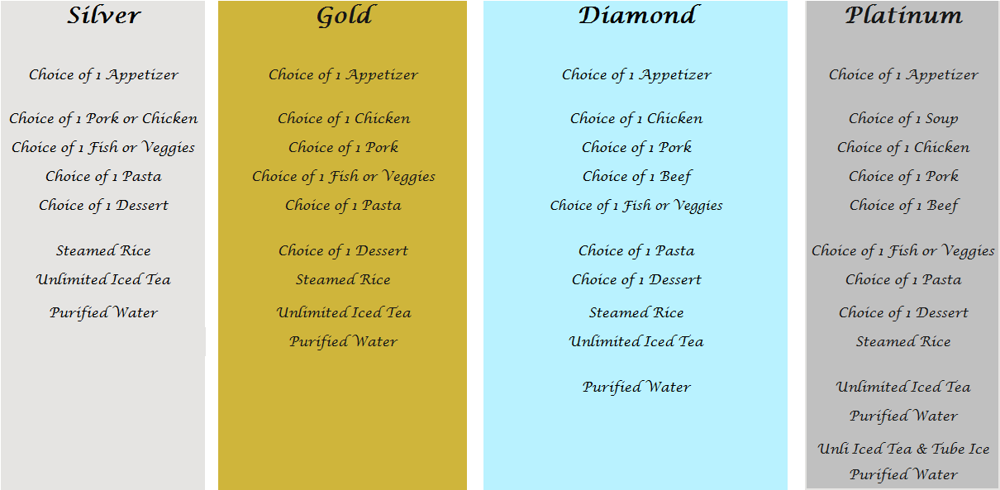 Silver
Choice of 1 Appetizer
Choice of 1 Pork or Chicken
Choice of 1 Fish or Veggies
Choice of 1 Pasta
Choice of 1 Dessert
Steamed Rice
Unlimited Iced Tea
Purified Water
Gold
Choice of 1 Appetizer
Choice of 1 Chicken
Choice of 1 Pork
Choice of 1 Fish or Veggies
Choice of 1 Pasta
Choice of 1 Dessert
Steamed Rice
Unlimited Iced Tea
Purified Water
Diamond
Choice of 1 Appetizer
Choice of 1 Chicken
Choice of 1 Pork
Choice of 1 Beef
Choice of 1 Fish or Veggies
Choice of 1 Pasta
Choice of 1 Dessert
Steamed Rice
Unlimited Iced Tea
Purified Water
Platinum
Choice of 1 Appetizer
Choice of 1 Soup
Choice of 1 Chicken
Choice of 1 Pork
Choice of 1 Beef
Choice of 1 Fish or Veggies
Choice of 1 Pasta
Choice of 1 Dessert
Steamed Rice
Unlimited Iced Tea
Purified Water
Unli Iced Tea & Tube Ice
Purified Water